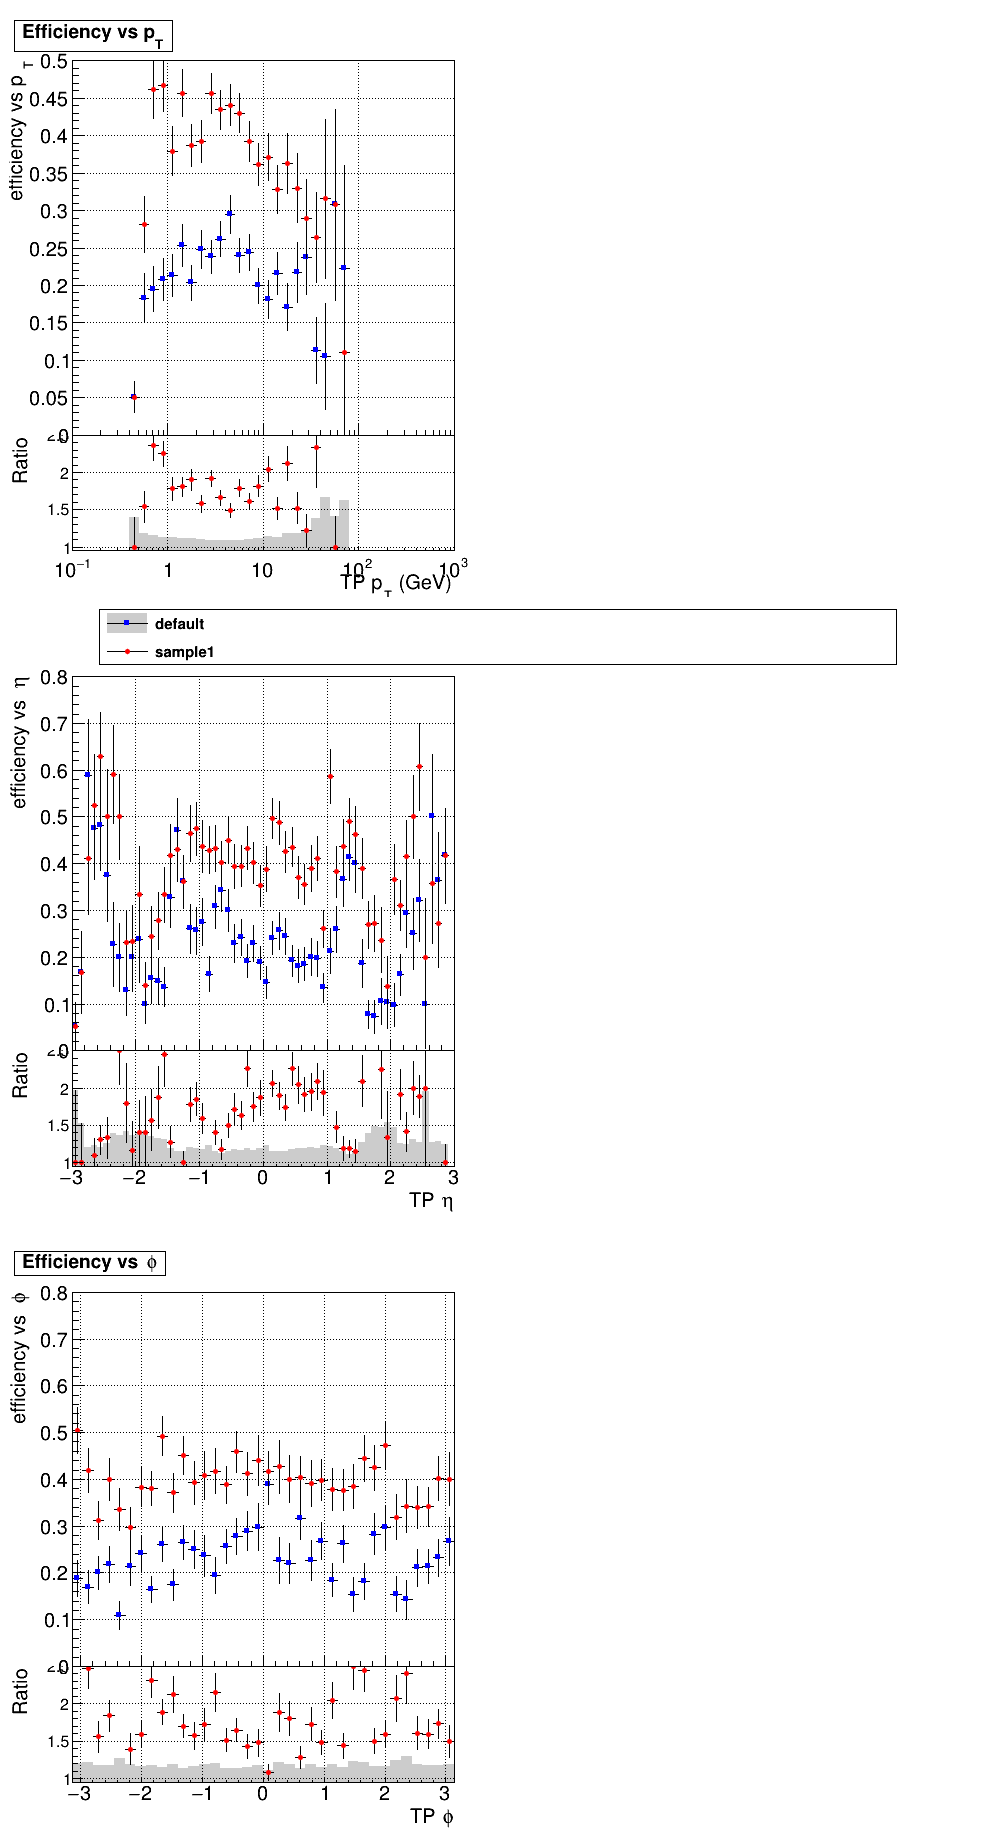 Efficiency vs p_T
efficiency vs p_T
0.5
0.45
0.4
0.35
0.3
0.25
0.2
0.15
0.1
0.05
0
Ratio
2
1.5
1
10^−1 1 10 10^2 10^3
TP p_T (GeV)
default
sample1
efficiency vs η
0.8
0.7
0.6
0.5
0.4
0.3
0.2
0.1
0
Ratio
2
1.5
1
−3 −2 −1 0 1 2 3
TP η
Efficiency vs ϕ
efficiency vs ϕ
0.8
0.7
0.6
0.5
0.4
0.3
0.2
0.1
0
Ratio
2
1.5
1
−3 −2 −1 0 1 2 3
TP ϕ